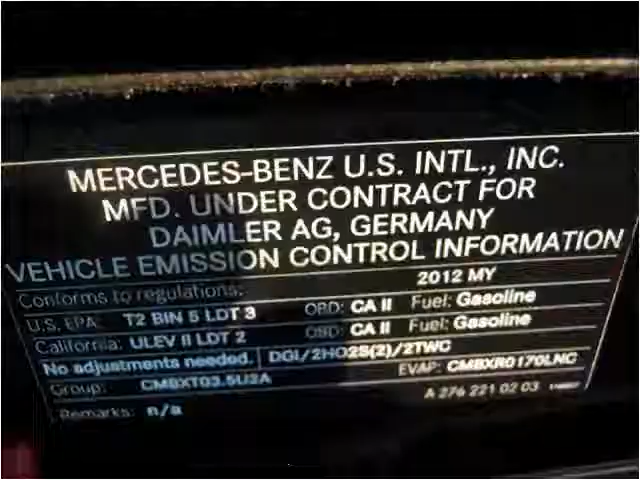 MERCEDES-BENZ U.S. INTL., INC.
MFD. UNDER CONTRACT FOR
DAIMLER AG, GERMANY
VEHICLE EMISSION CONTROL INFORMATION
Conforms to regulations: 2012 MY
U.S. EPA: T2 BIN 5 LDT 3 OBD: CA II Fuel: Gasoline
California: ULEV II LDT 2 OBD: CA II Fuel: Gasoline
No adjustments needed. DGI/2HO2S(2)/2TWC
Group: CMBXT03.5U2A EVAP: CMBXR0170LNC
Remarks: n/a A 276 221 02 03